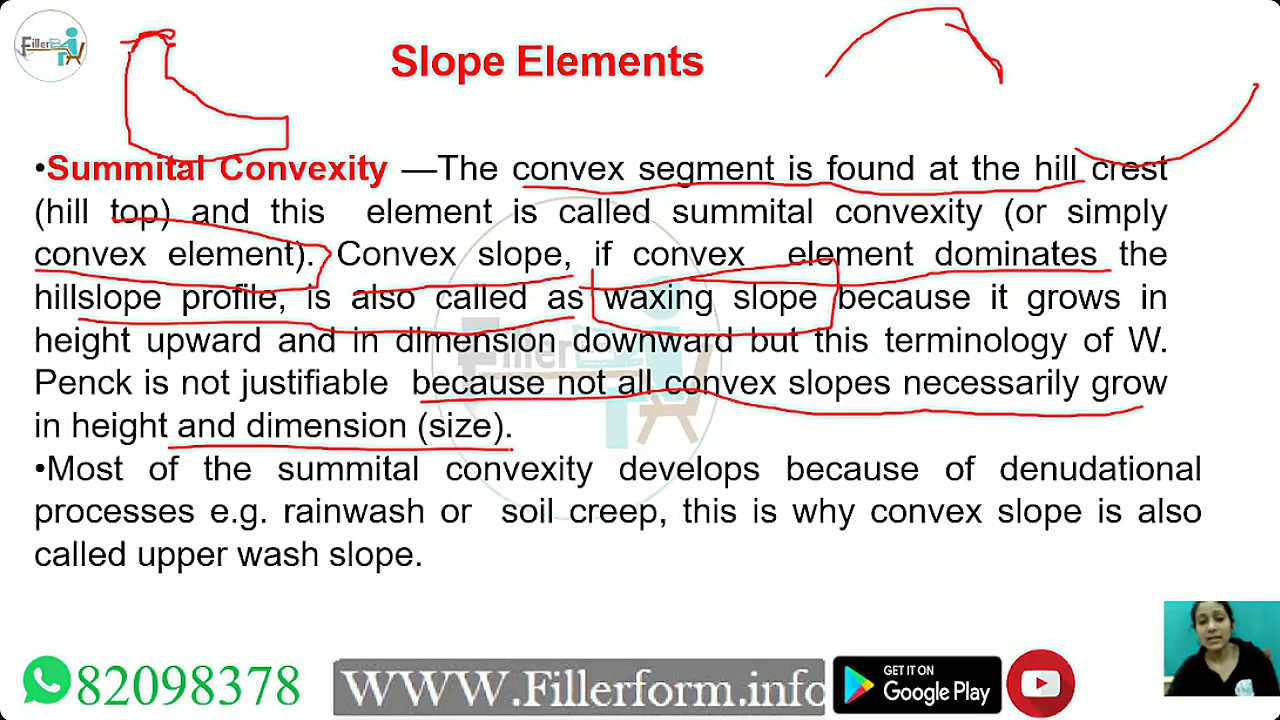 Filler
Slope Elements
•Summital Convexity —The convex segment is found at the hill crest
(hill top) and this element is called summital convexity (or simply
convex element). Convex slope, if convex element dominates the
hillslope profile, is also called as waxing slope because it grows in
height upward and in dimension downward but this terminology of W.
Penck is not justifiable because not all convex slopes necessarily grow
in height and dimension (size).
•Most of the summital convexity develops because of denudational
processes e.g. rainwash or soil creep, this is why convex slope is also
called upper wash slope.
82098378
WWW.Fillerform.info
GET IT ON
Google Play